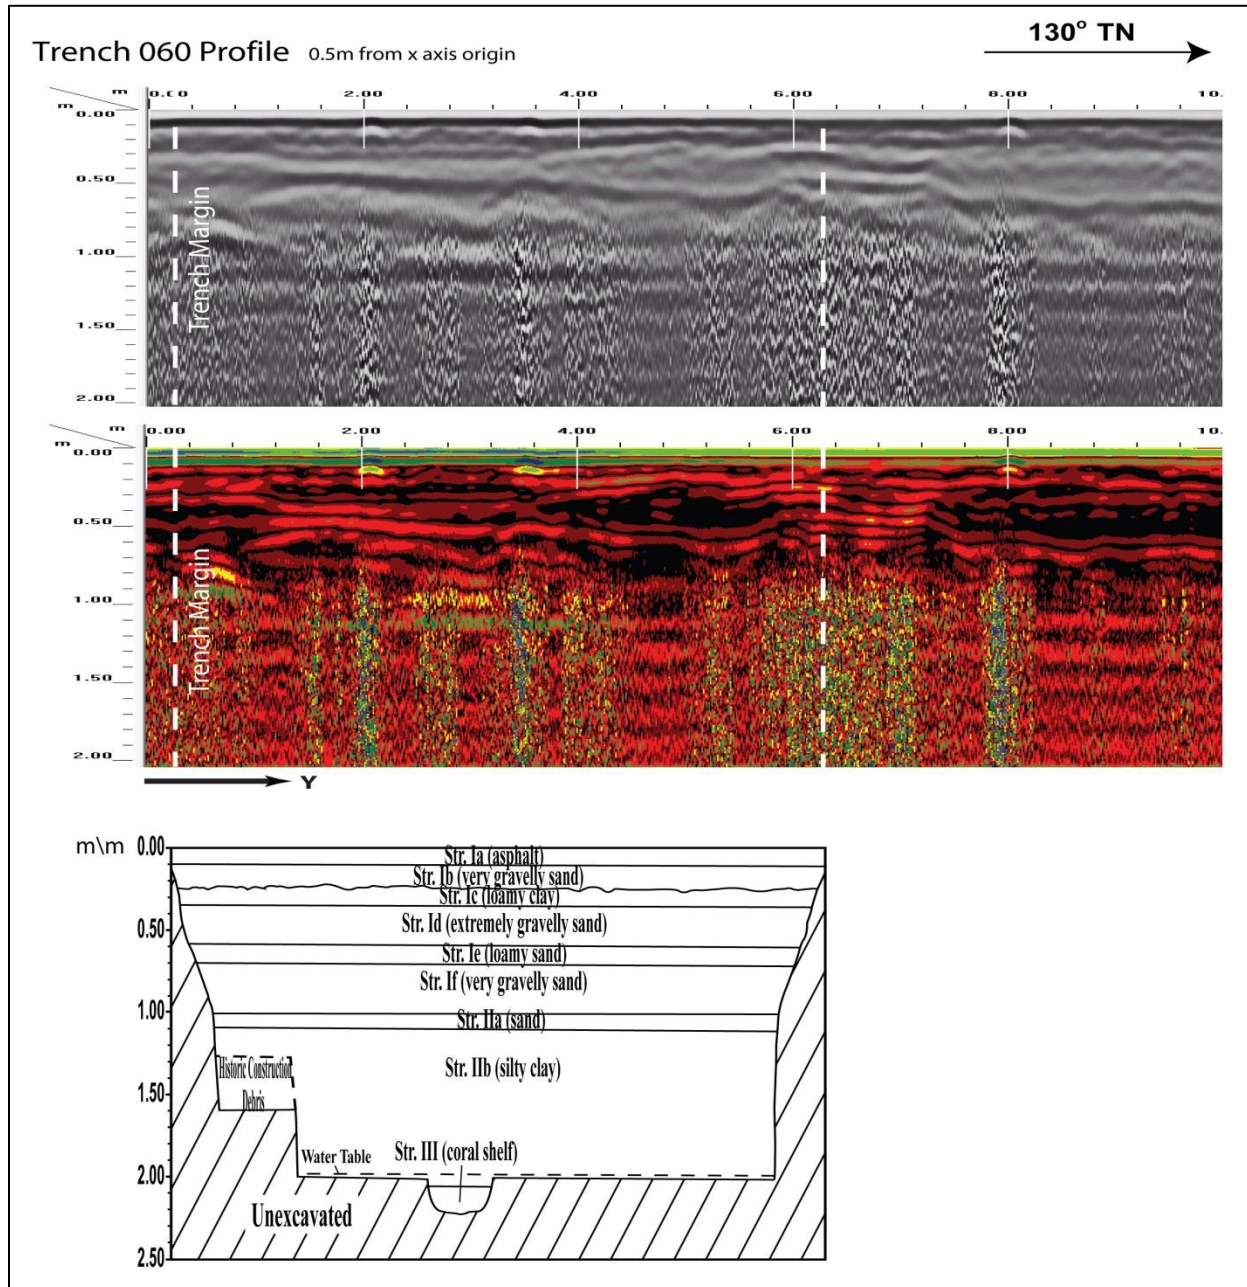 Trench 060 Profile 0.5m from x axis origin
130° TN
m 0.00 2.00 4.00 6.00 8.00 10.
m
0.00
0.50
1.00
1.50
2.00
Trench Margin
m 0.00 2.00 4.00 6.00 8.00 10.
m
0.00
0.50
1.00
1.50
2.00
Trench Margin
Y
m\m
0.00
0.50
1.00
1.50
2.00
2.50
Str. Ia (asphalt)
Str. Ib (very gravelly sand)
Str. Ic (loamy clay)
Str. Id (extremely gravelly sand)
Str. Ie (loamy sand)
Str. If (very gravelly sand)
Str. IIa (sand)
Str. IIb (silty clay)
Historic Construction
Debris
Water Table
Str. III (coral shelf)
Unexcavated